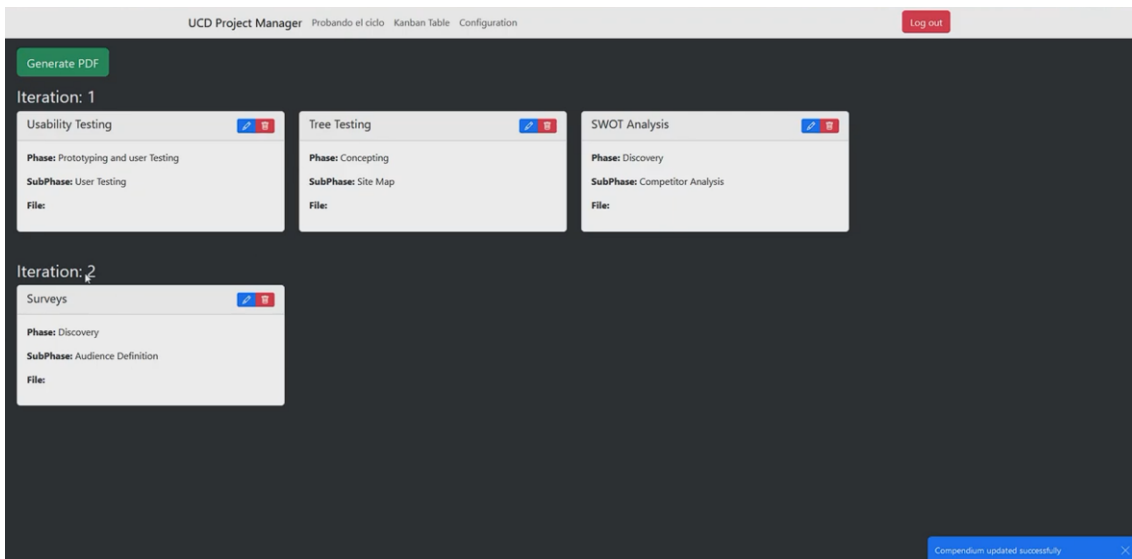 UCD Project Manager Probando el ciclo Kanban Table Configuration Log out
Generate PDF
Iteration: 1
Usability Testing
Phase: Prototyping and user Testing
SubPhase: User Testing
File:
Tree Testing
Phase: Concepting
SubPhase: Site Map
File:
SWOT Analysis
Phase: Discovery
SubPhase: Competitor Analysis
File:
Iteration: 2
Surveys
Phase: Discovery
SubPhase: Audience Definition
File:
Compendium updated successfully